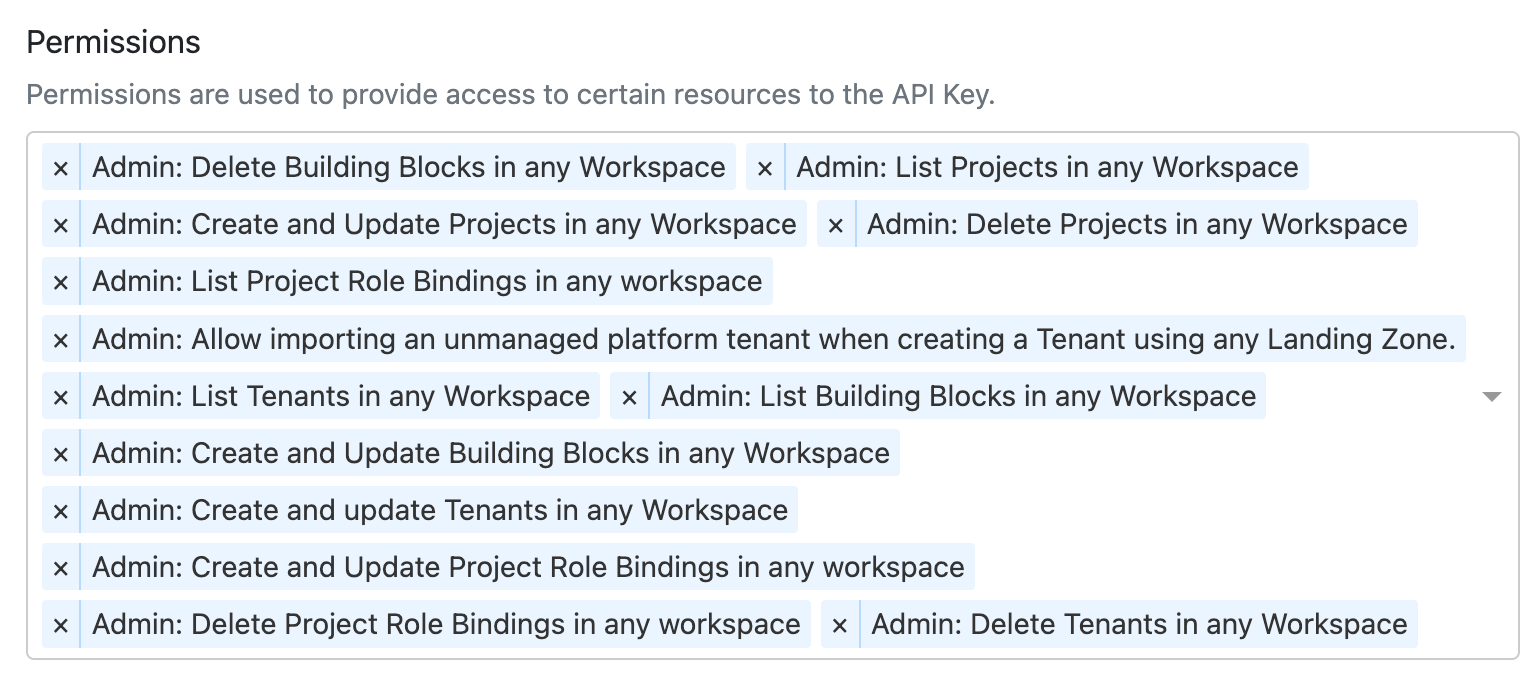 Permissions
Permissions are used to provide access to certain resources to the API Key.
× Admin: Delete Building Blocks in any Workspace × Admin: List Projects in any Workspace
× Admin: Create and Update Projects in any Workspace × Admin: Delete Projects in any Workspace
× Admin: List Project Role Bindings in any workspace
× Admin: Allow importing an unmanaged platform tenant when creating a Tenant using any Landing Zone.
× Admin: List Tenants in any Workspace × Admin: List Building Blocks in any Workspace
× Admin: Create and Update Building Blocks in any Workspace
× Admin: Create and update Tenants in any Workspace
× Admin: Create and Update Project Role Bindings in any workspace
× Admin: Delete Project Role Bindings in any workspace × Admin: Delete Tenants in any Workspace